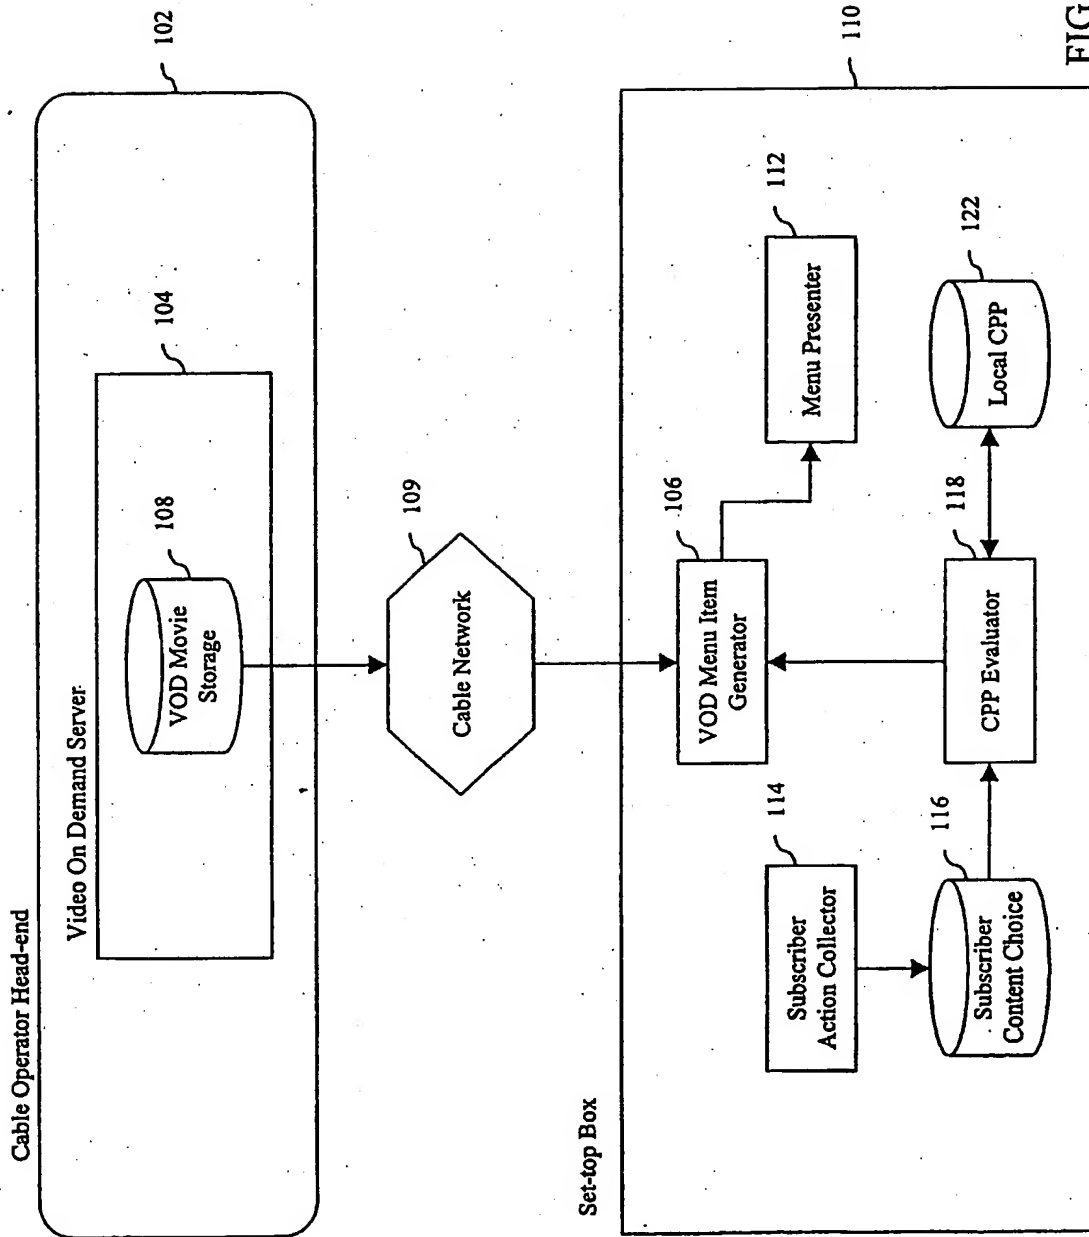 Cable Operator Head-end
102
Video On Demand Server
104
VOD Movie
Storage
108
Cable Network
109
Set-top Box
110
VOD Menu Item
Generator
106
Menu Presenter
112
Subscriber
Action Collector
114
Subscriber
Content Choice
116
CPP Evaluator
118
Local CPP
122
FIG